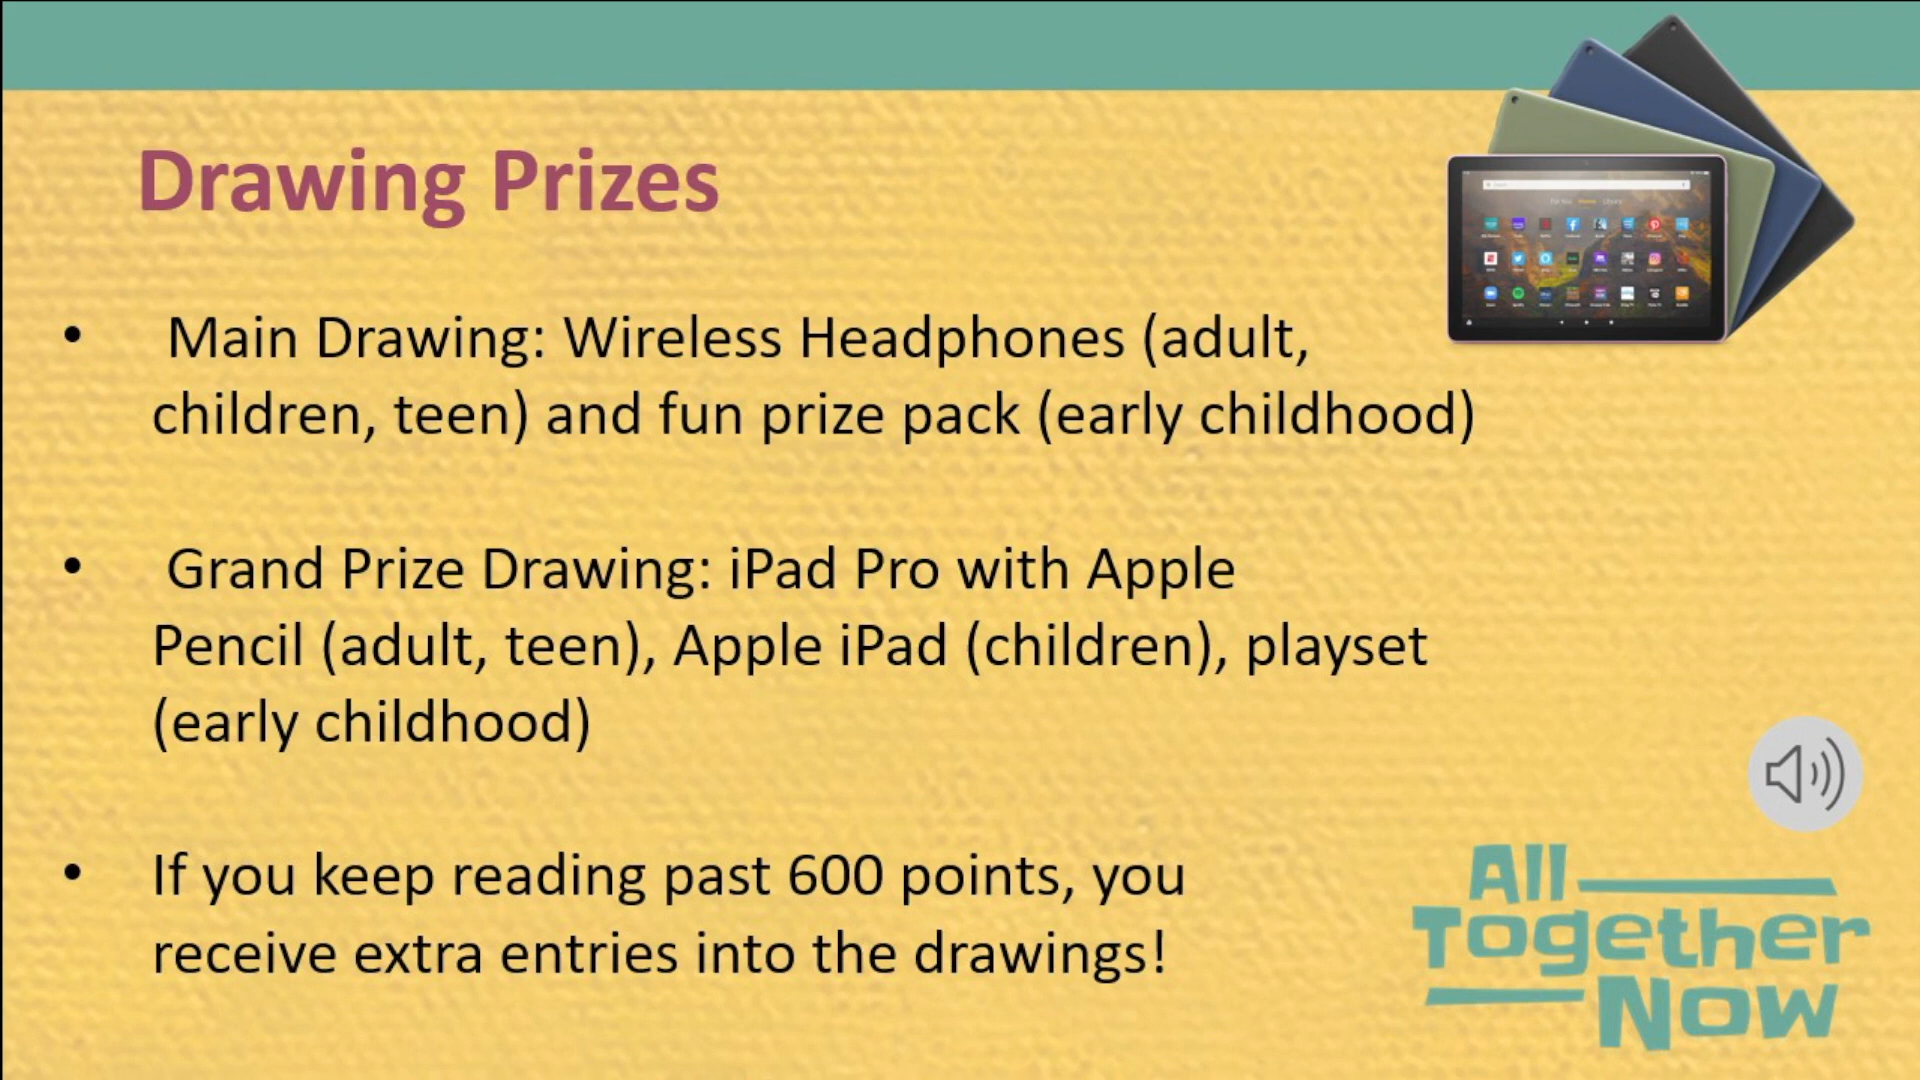 Drawing Prizes
• Main Drawing: Wireless Headphones (adult,
children, teen) and fun prize pack (early childhood)
• Grand Prize Drawing: iPad Pro with Apple
Pencil (adult, teen), Apple iPad (children), playset
(early childhood)
• If you keep reading past 600 points, you
receive extra entries into the drawings!
All
Together
Now